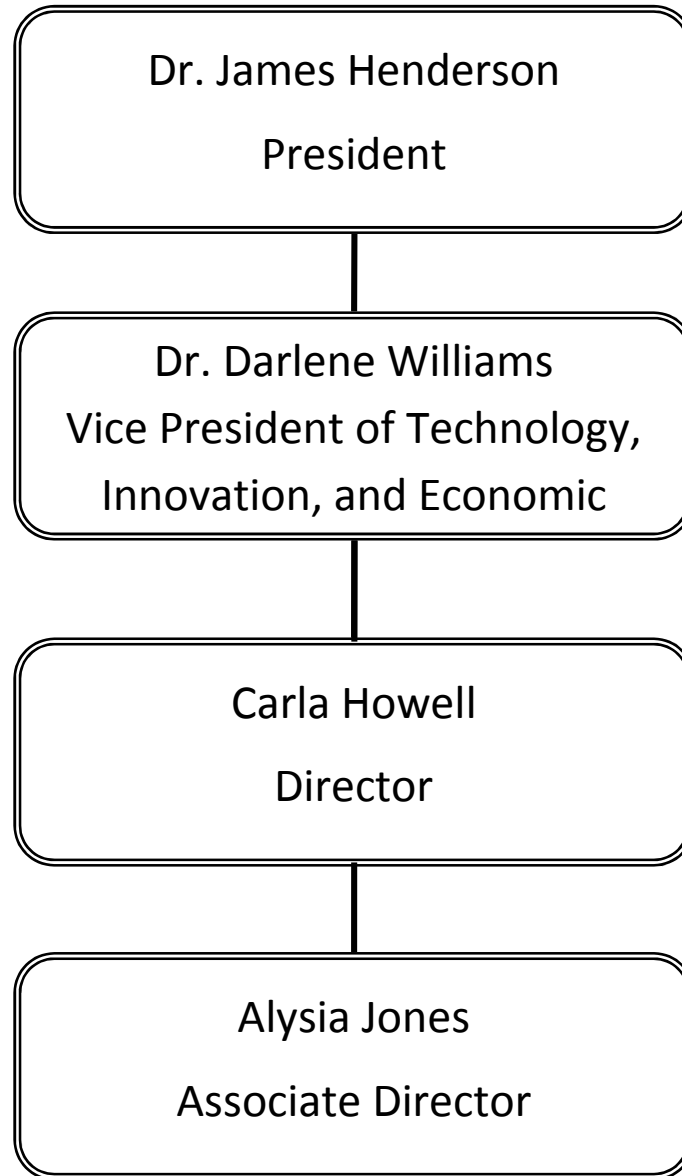 Dr. James Henderson
President
Dr. Darlene Williams
Vice President of Technology,
Innovation, and Economic
Carla Howell
Director
Alysia Jones
Associate Director